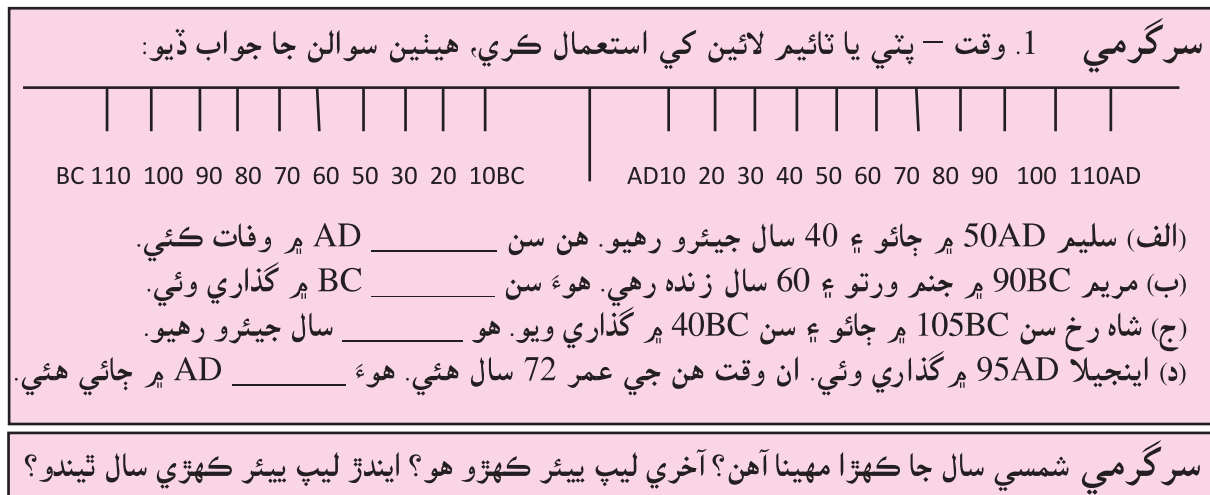 سرگرمي 1. وقت – پٽي يا ٽائيم لائين کي استعمال ڪري، هيٺين سوالن جا جواب ڏيو:
BC 110 100 90 80 70 60 50 30 20 10BC AD10 20 30 40 50 60 70 80 90 100 110AD
(الف) سليم 50AD ۾ ڄائو ۽ 40 سال جيئرو رهيو. هن سن ________ AD ۾ وفات ڪئي.
(ب) مريم 90BC ۾ جنم ورتو ۽ 60 سال زنده رهي. هوءَ سن ________ BC ۾ گذاري وئي.
(ج) شاه رخ سن 105BC ۾ ڄائو ۽ سن 40BC ۾ گذاري ويو. هو ________ سال جيئرو رهيو.
(د) اينجيلا 95AD ۾ گذاري وئي. ان وقت هن جي عمر 72 سال هئي. هوءَ ________ AD ۾ ڄائي هئي.
سرگرمي شمسي سال جا ڪهڙا مهينا آهن؟ آخري ليپ ييئر ڪهڙو هو؟ ايندڙ ليپ ييئر ڪهڙي سال ٿيندو؟